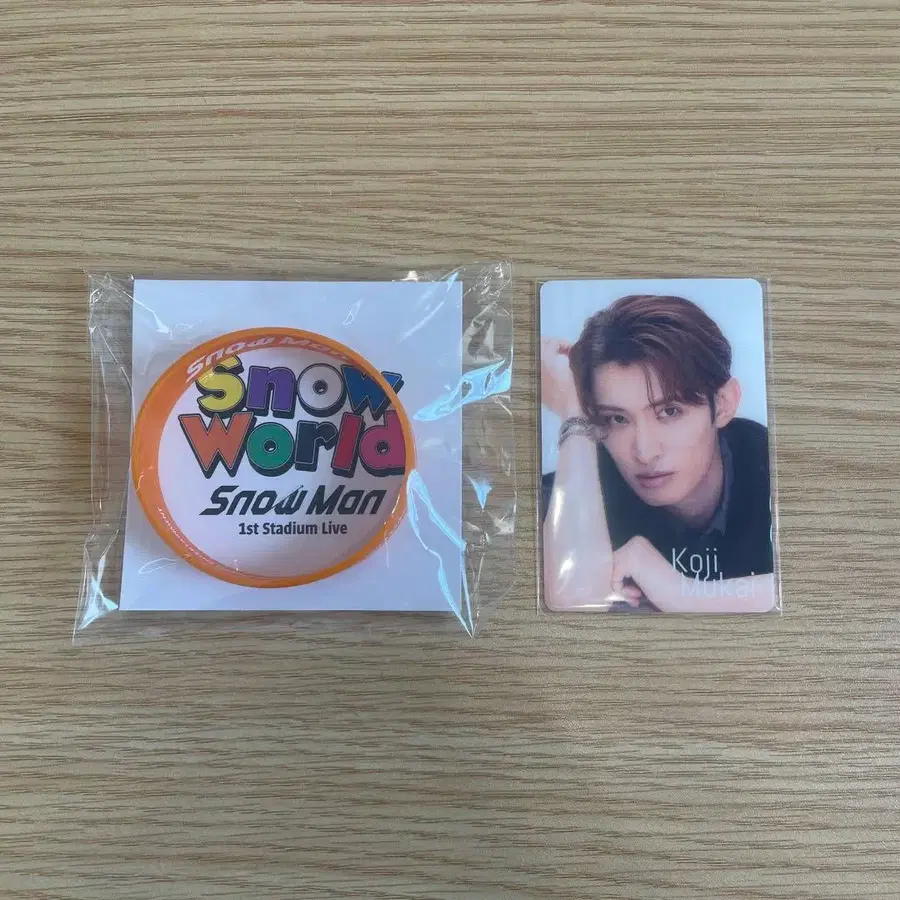 Snow Man
Snow
World
Snow Man
1st Stadium Live
Koji
Mukai